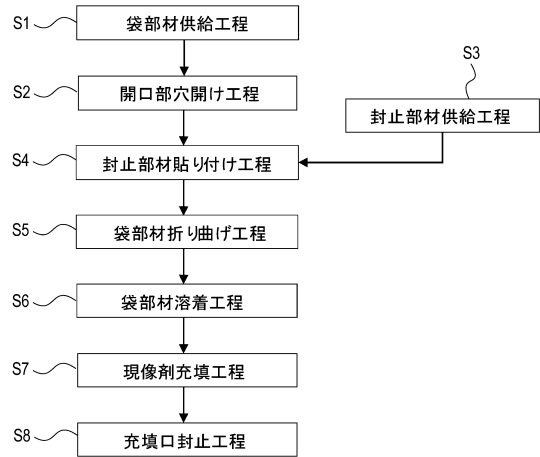 S1 袋部材供給工程
S2 開口部穴開け工程
S3 封止部材供給工程
S4 封止部材貼り付け工程
S5 袋部材折り曲げ工程
S6 袋部材溶着工程
S7 現像剤充填工程
S8 充填口封止工程